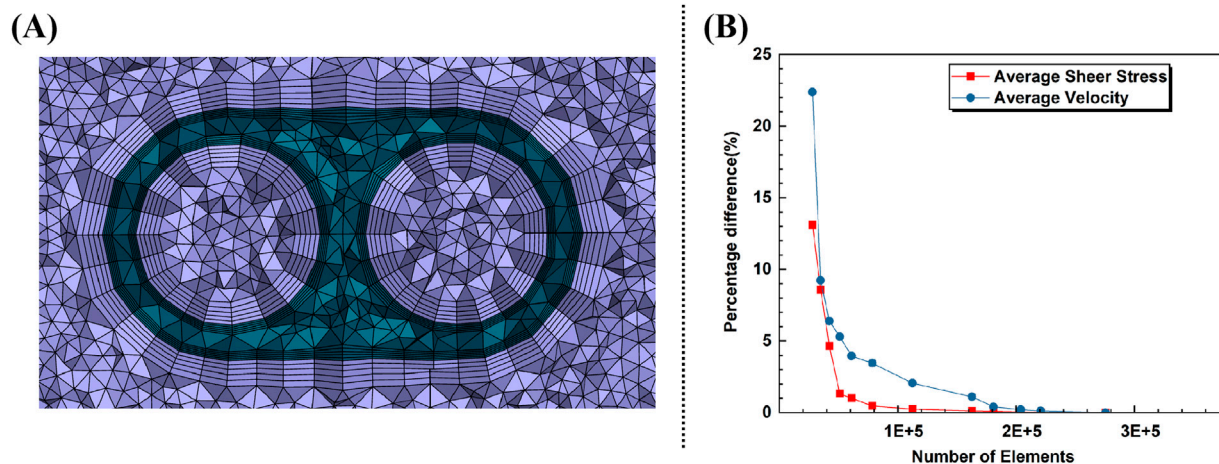 (A)
(B)
25
20
15
10
5
0
Percentage difference(%)
Average Sheer Stress
Average Velocity
1E+5
2E+5
3E+5
Number of Elements